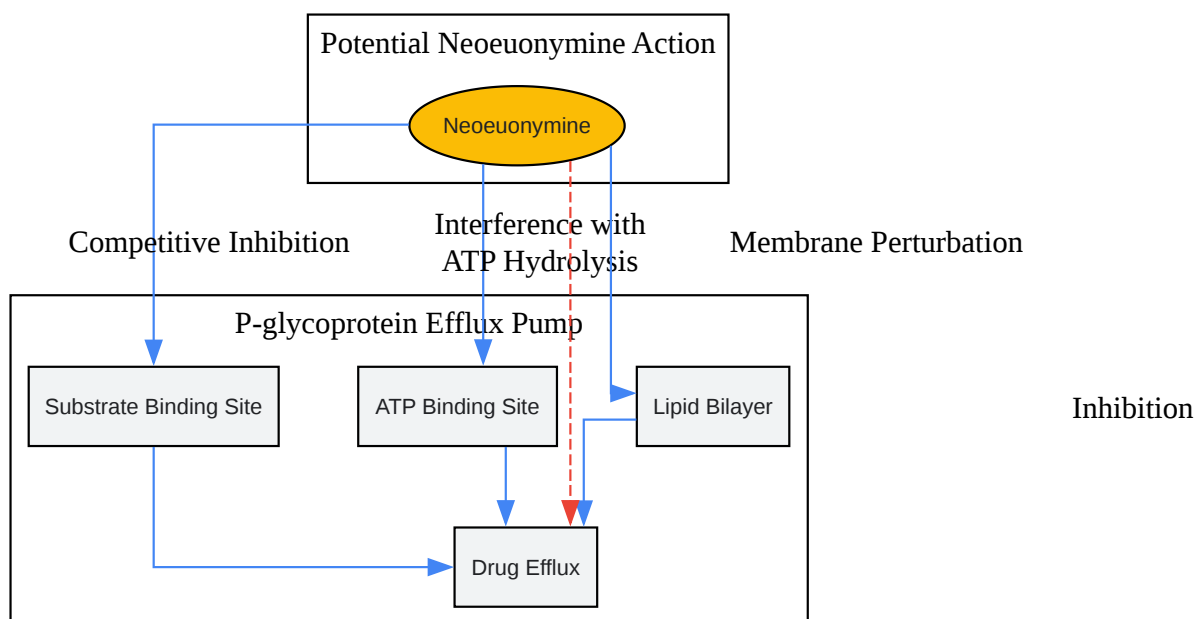 Potential Neoeuonymine Action
Neoeuonymine
Competitive Inhibition
Interference with
ATP Hydrolysis
Membrane Perturbation
P-glycoprotein Efflux Pump
Substrate Binding Site
ATP Binding Site
Lipid Bilayer
Inhibition
Drug Efflux